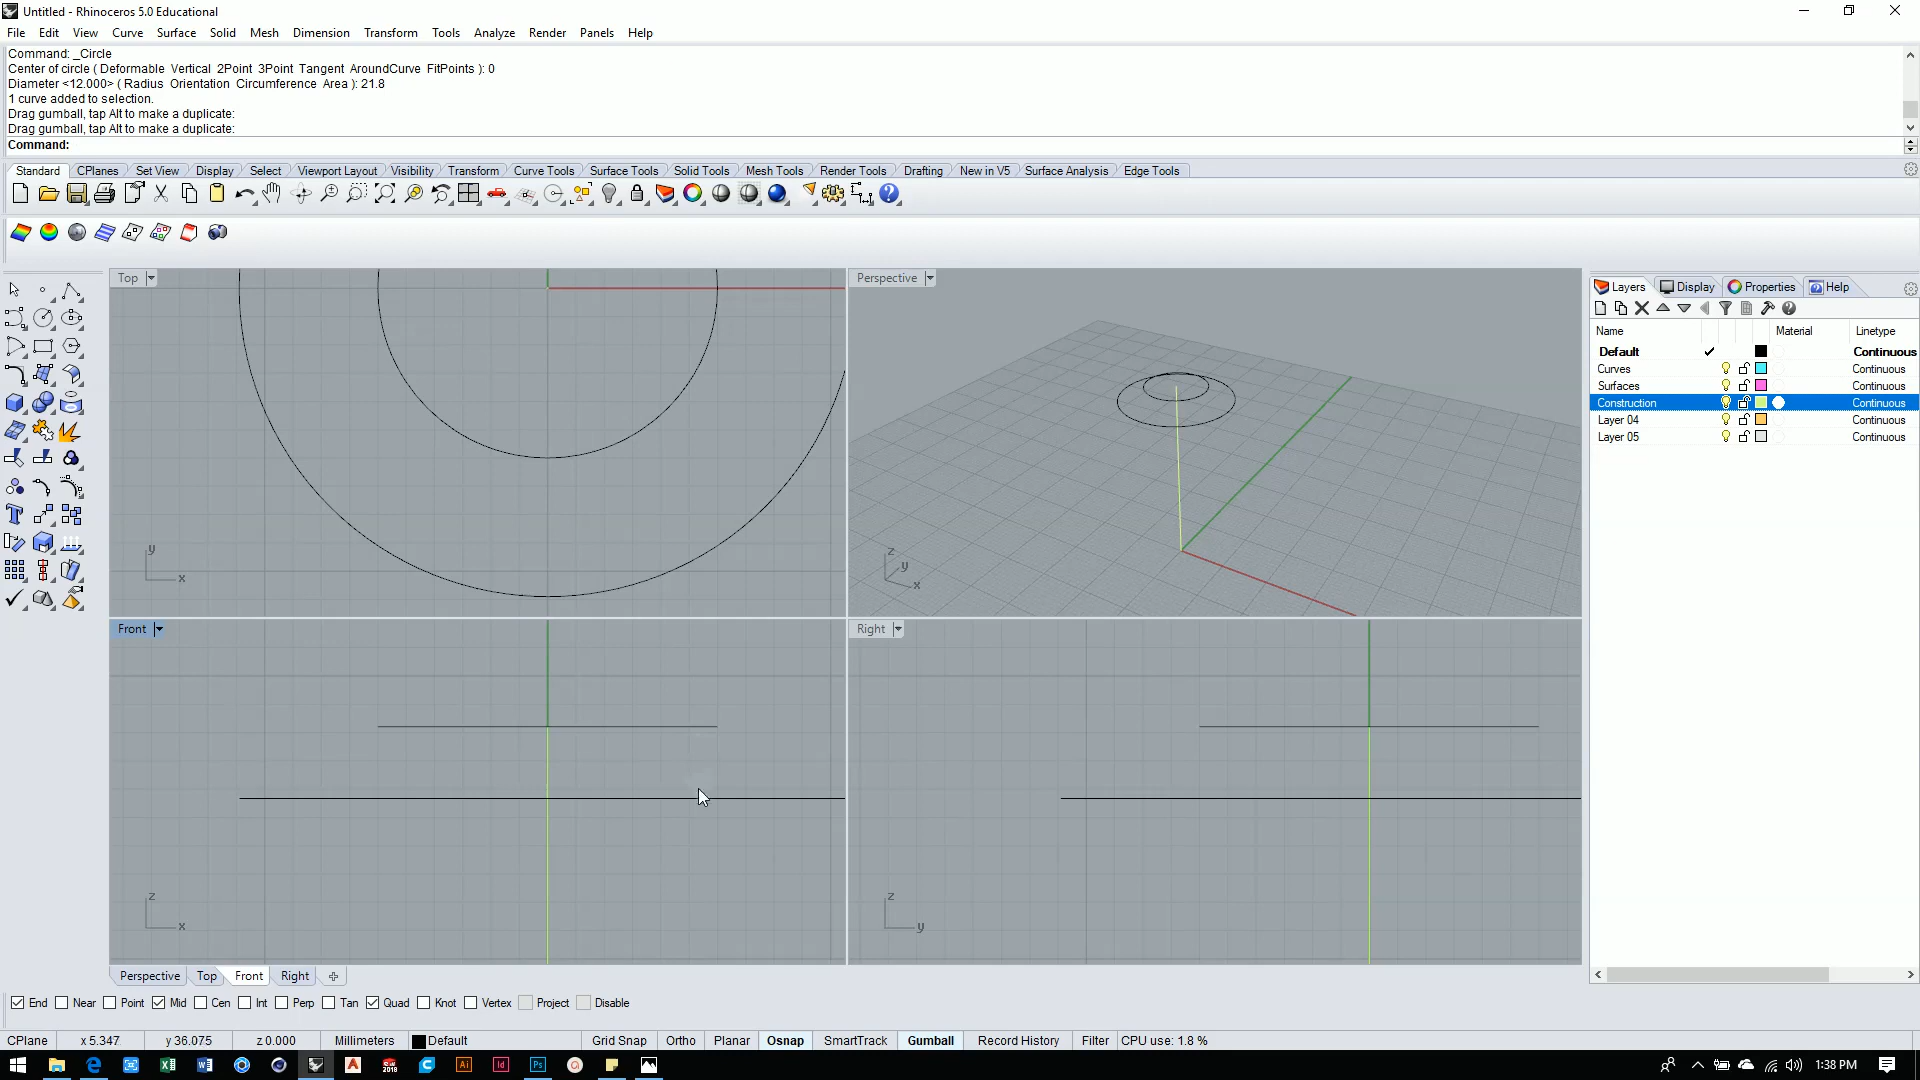 Untitled - Rhinoceros 5.0 Educational
File Edit View Curve Surface Solid Mesh Dimension Transform Tools Analyze Render Panels Help
Command: _Circle
Center of circle ( Deformable Vertical 2Point 3Point Tangent AroundCurve FitPoints ): 0
Diameter <12.000> ( Radius Orientation Circumference Area ): 21.8
1 curve added to selection.
Drag gumball, tap Alt to make a duplicate:
Drag gumball, tap Alt to make a duplicate:
Command:
Standard CPlanes Set View Display Select Viewport Layout Visibility Transform Curve Tools Surface Tools Solid Tools Mesh Tools Render Tools Drafting New in V5 Surface Analysis Edge Tools
Top
Perspective
Layers Display Properties Help
Name Material Linetype
Default Continuous
Curves Continuous
Surfaces Continuous
Construction Continuous
Layer 04 Continuous
Layer 05 Continuous
y
x
z
y
x
Front
Right
z
x
z
y
Perspective Top Front Right
End Near Point Mid Cen Int Perp Tan Quad Knot Vertex Project Disable
CPlane x 5.347 y 36.075 z 0.000 Millimeters Default Grid Snap Ortho Planar Osnap SmartTrack Gumball Record History Filter CPU use: 1.8 %
Ai
2018
Id
Ps
1:38 PM